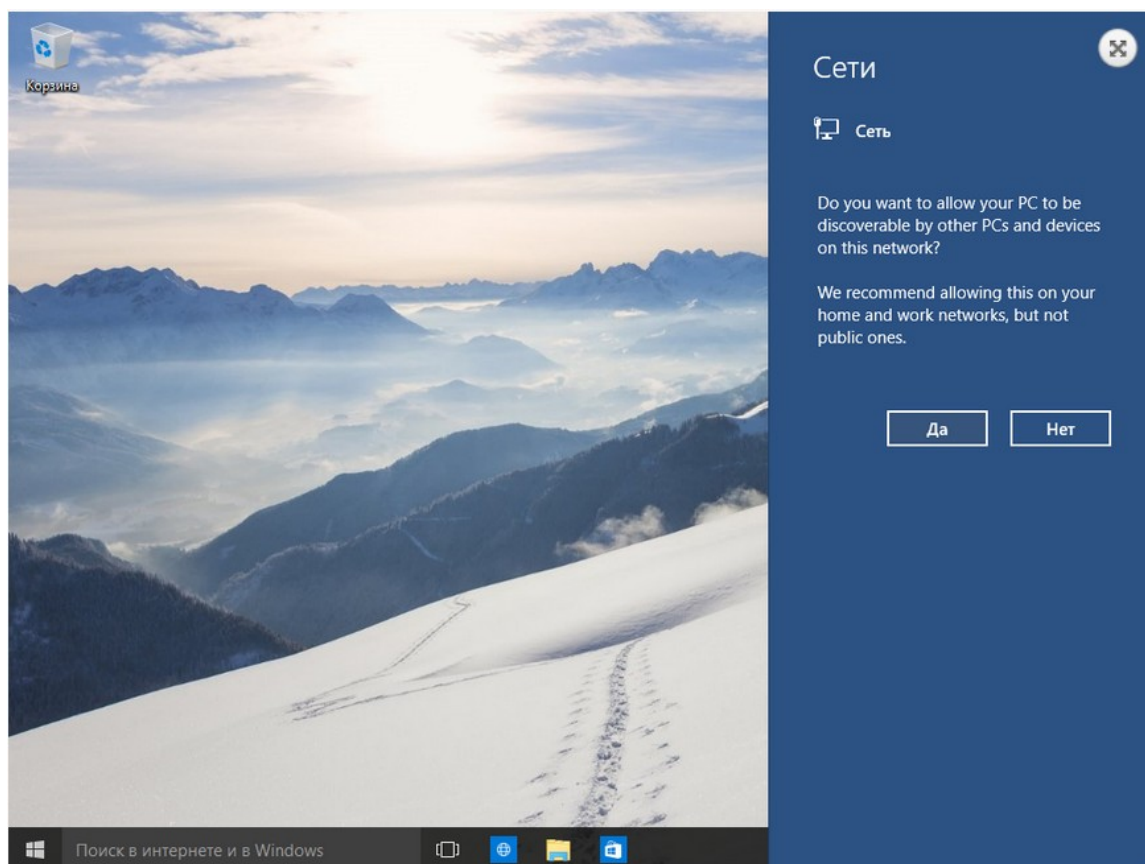 Корзина
Сети
Сеть
Do you want to allow your PC to be
discoverable by other PCs and devices
on this network?
We recommend allowing this on your
home and work networks, but not
public ones.
Да
Нет
Поиск в интернете и в Windows